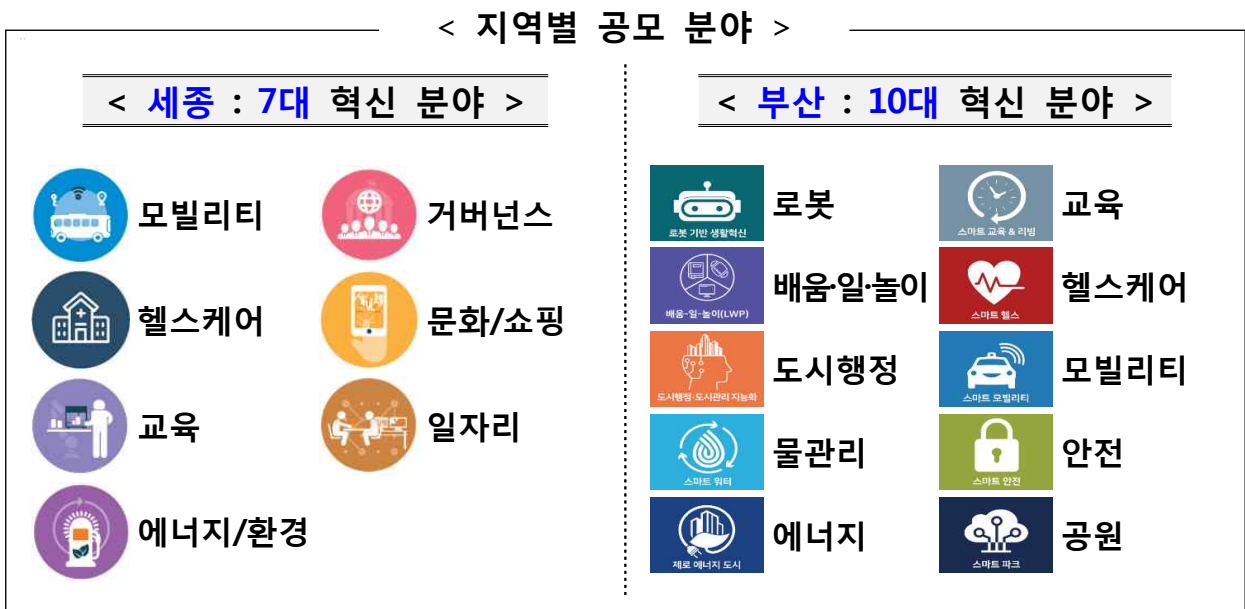 < 지역별 공모 분야 >
< 세종 : 7대 혁신 분야 >
모빌리티
거버넌스
헬스케어
문화/쇼핑
교육
일자리
에너지/환경
< 부산 : 10대 혁신 분야 >
로봇 기반 생활혁신
로봇
스마트 교육 & 리빙
교육
배움-일-놀이(LWP)
배움·일·놀이
스마트 헬스
헬스케어
도시행정·도시관리 지능화
도시행정
스마트 모빌리티
모빌리티
스마트 워터
물관리
스마트 안전
안전
제로 에너지 도시
에너지
스마트 파크
공원